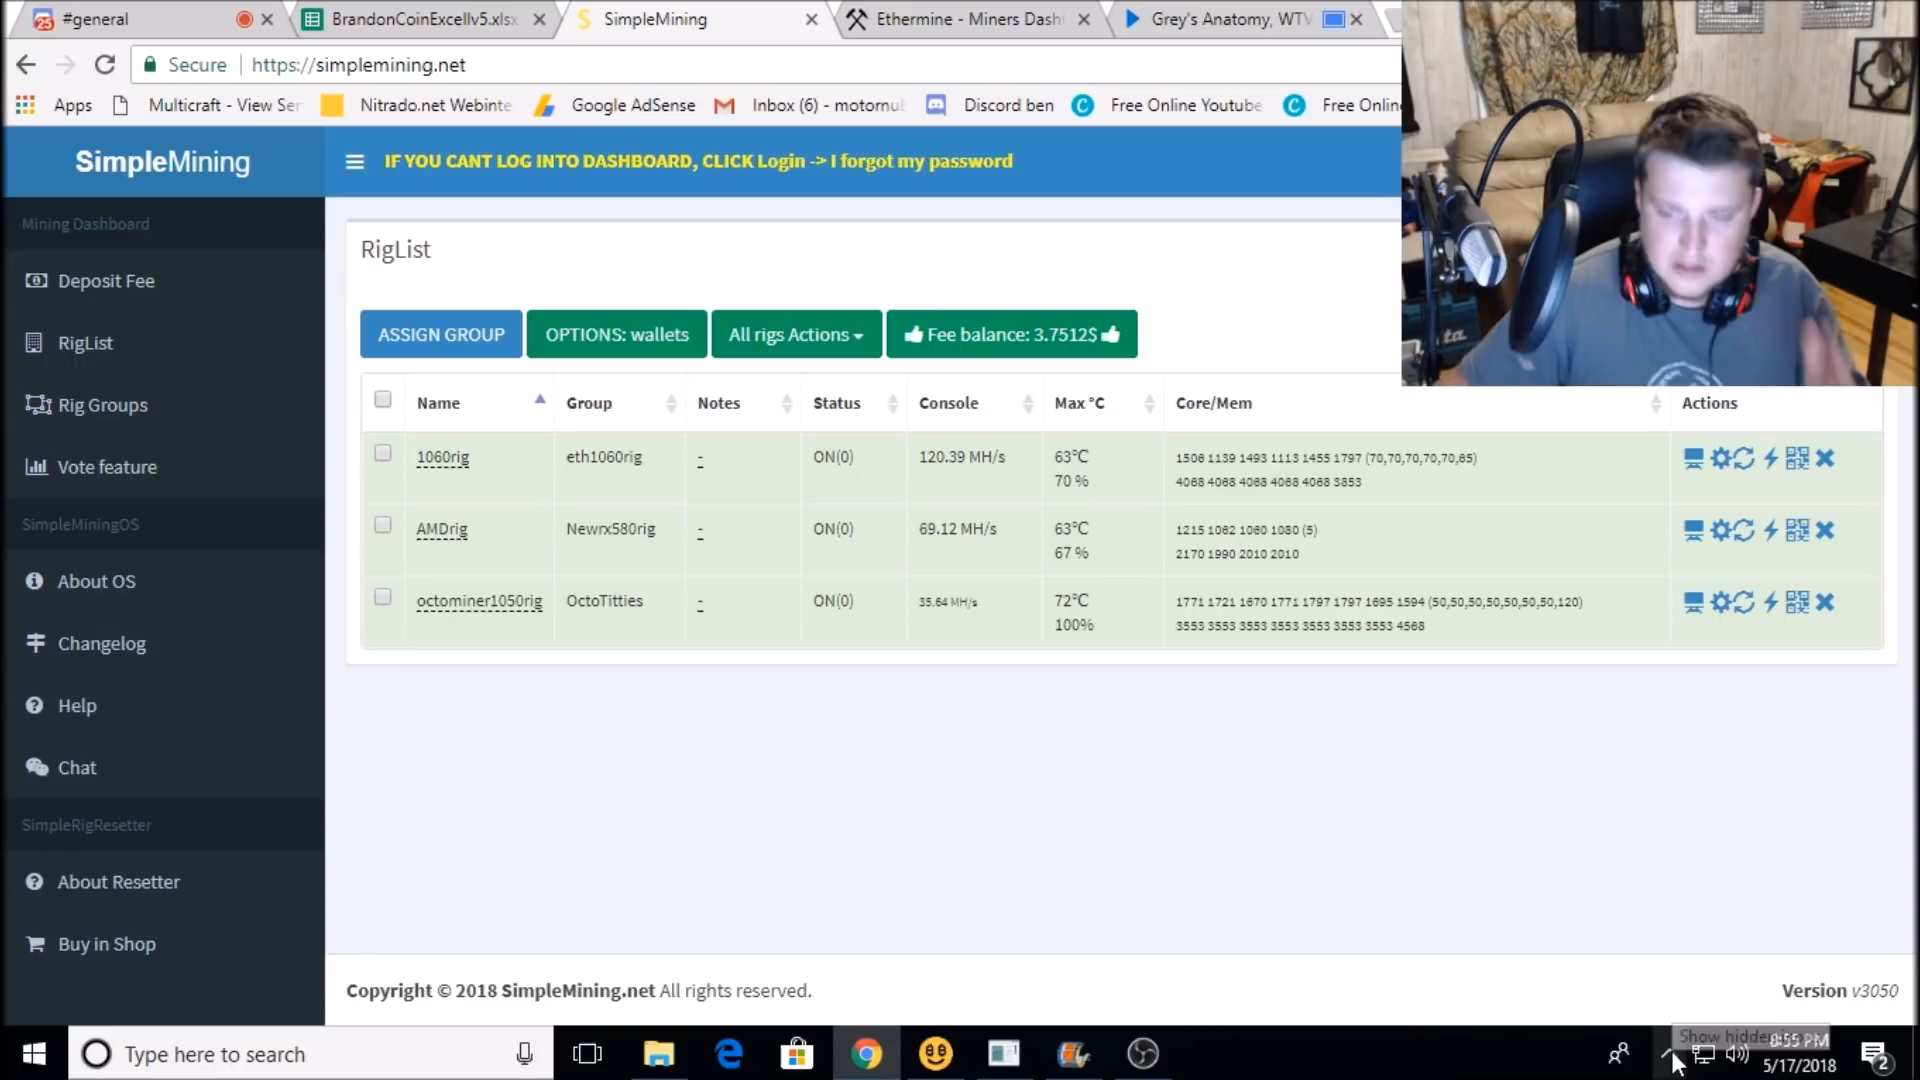 #general
BrandonCoinExcellv5.xlsx
SimpleMining
Ethermine - Miners Dash
Grey's Anatomy, WTV
Secure
https://simplemining.net
Apps
Multicraft - View Ser
Nitrado.net Webinte
Google AdSense
Inbox (6) - motornu
Discord ben
Free Online Youtube
Free Onlin
SimpleMining
IF YOU CANT LOG INTO DASHBOARD, CLICK Login -> I forgot my password
Mining Dashboard
Deposit Fee
RigList
Rig Groups
Vote feature
SimpleMiningOS
About OS
Changelog
Help
Chat
SimpleRigResetter
About Resetter
Buy in Shop
RigList
ASSIGN GROUP
OPTIONS: wallets
All rigs Actions
Fee balance: 3.7512$
Name Group Notes Status Console Max °C Core/Mem Actions
1060rig eth1060rig - ON(0) 120.39 MH/s 63°C 1506 1139 1493 1113 1455 1797 (70,70,70,70,70,65)
70 % 4068 4068 4068 4068 4068 3853
AMDrig Newrx580rig - ON(0) 69.12 MH/s 63°C 1215 1062 1060 1080 (5)
67 % 2170 1990 2010 2010
octominer1050rig OctoTitties - ON(0) 35.64 MH/s 72°C 1771 1721 1670 1771 1797 1797 1695 1594 (50,50,50,50,50,50,50,120)
100% 3553 3553 3553 3553 3553 3553 3553 4568
Copyright © 2018 SimpleMining.net All rights reserved.
Version v3050
Type here to search
Show hidden
8:55 PM
5/17/2018
2